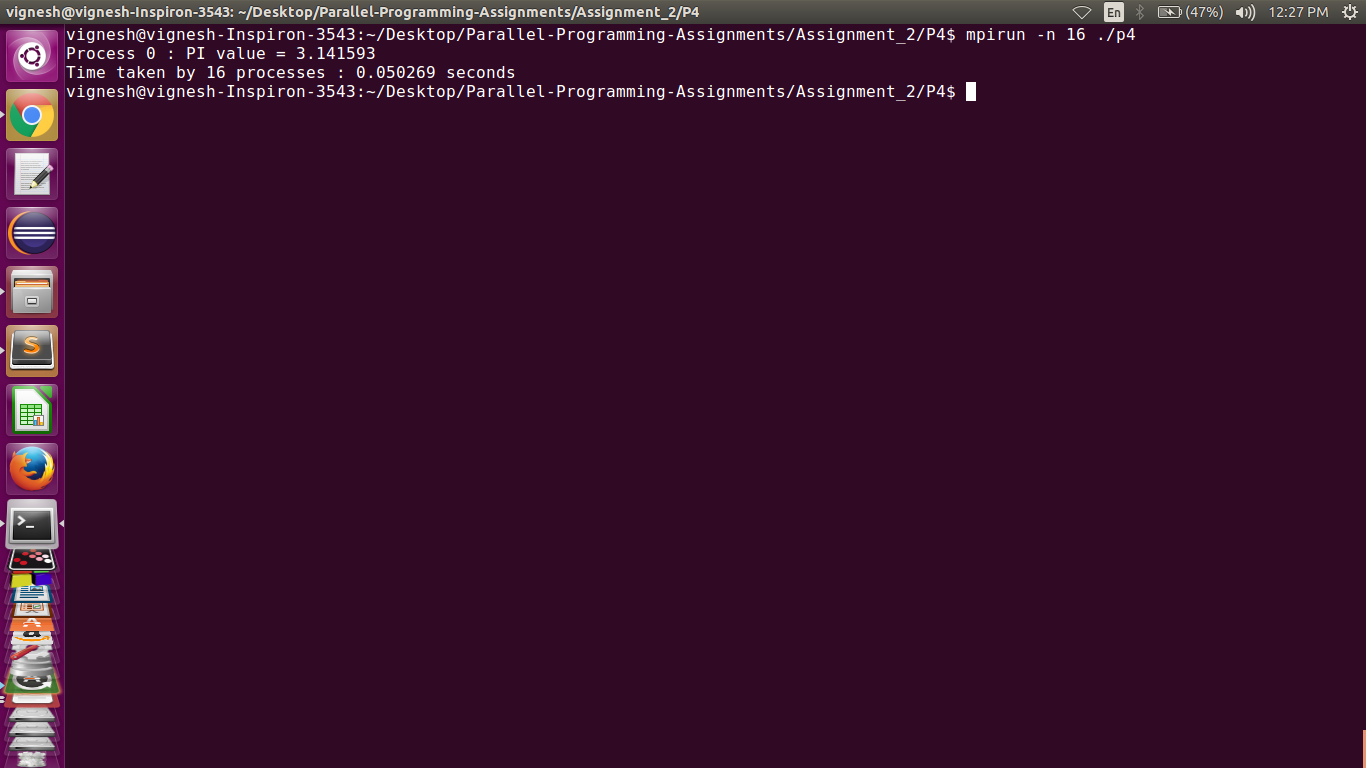 vignesh@vignesh-Inspiron-3543: ~/Desktop/Parallel-Programming-Assignments/Assignment_2/P4 En (47%) 12:27 PM
vignesh@vignesh-Inspiron-3543:~/Desktop/Parallel-Programming-Assignments/Assignment_2/P4$ mpirun -n 16 ./p4
Process 0 : PI value = 3.141593
Time taken by 16 processes : 0.050269 seconds
vignesh@vignesh-Inspiron-3543:~/Desktop/Parallel-Programming-Assignments/Assignment_2/P4$
S
>_
a